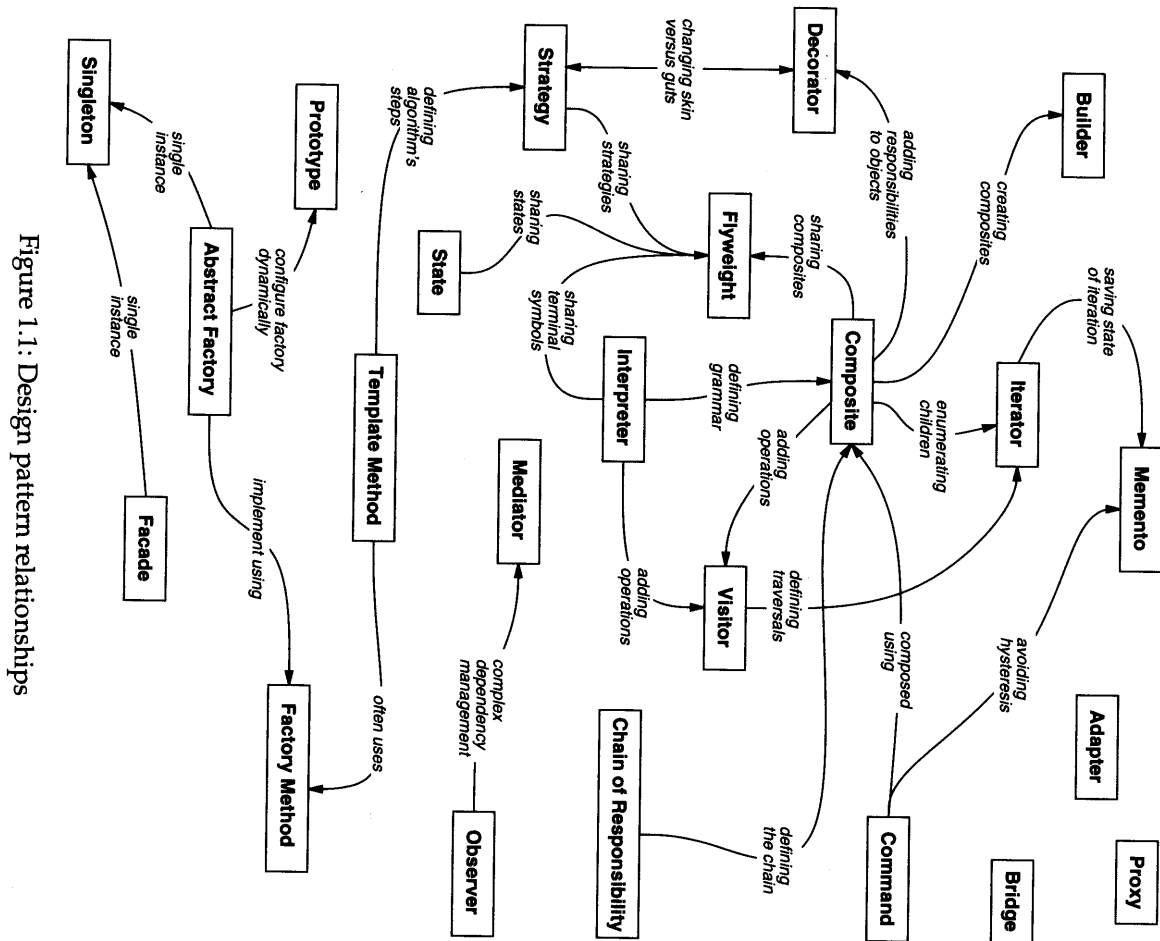 Memento
Proxy
Adapter
saving state
of iteration
avoiding
hysteresis
Builder
Iterator
Bridge
creating
composites
enumerating
children
composed
using
Command
Decorator
adding
responsibilities
to objects
Composite
sharing
composites
defining
traversals
defining
the chain
adding
operations
changing skin
versus guts
Flyweight
defining
grammar
Visitor
Strategy
sharing
strategies
sharing
states
sharing
terminal
symbols
Interpreter
adding
operations
Chain of Responsibility
defining
algorithm's
steps
State
Mediator
complex
dependency
management
Observer
Prototype
Template Method
often uses
configure factory
dynamically
Factory Method
Singleton
single
instance
Abstract Factory
implement using
single
instance
Facade
Figure 1.1: Design pattern relationships